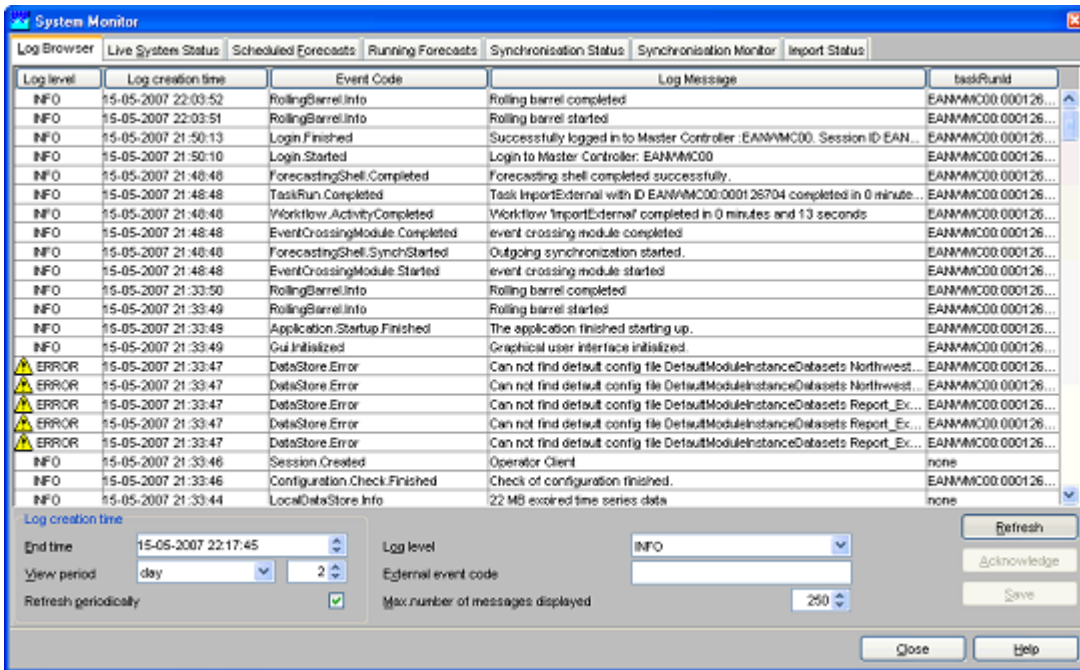 System Monitor
Log Browser Live System Status Scheduled Forecasts Running Forecasts Synchronisation Status Synchronisation Monitor Import Status
Log level Log creation time Event Code Log Message taskRunId
INFO 15-05-2007 22:03:52 RollingBarrel.Info Rolling barrel completed EANWMC00:000126...
INFO 15-05-2007 22:03:51 RollingBarrel.Info Rolling barrel started EANWMC00:000126...
INFO 15-05-2007 21:50:13 Login.Finished Successfully logged in to Master Controller :EANWMC00. Session ID EAN... EANWMC00:000126...
INFO 15-05-2007 21:50:10 Login.Started Login to Master Controller: EANWMC00 EANWMC00:000126...
INFO 15-05-2007 21:48:48 ForecastingShell.Completed Forecasting shell completed successfully. EANWMC00:000126...
INFO 15-05-2007 21:48:48 TaskRun.Completed Task ImportExternal with ID EANWMC00:000126704 completed in 0 minute... EANWMC00:000126...
INFO 15-05-2007 21:48:48 Workflow.ActivityCompleted Workflow 'ImportExternal' completed in 0 minutes and 13 seconds EANWMC00:000126...
INFO 15-05-2007 21:48:48 EventCrossingModule.Completed event crossing module completed EANWMC00:000126...
INFO 15-05-2007 21:48:48 ForecastingShell.SynchStarted Outgoing synchronization started. EANWMC00:000126...
INFO 15-05-2007 21:48:48 EventCrossingModule.Started event crossing module started EANWMC00:000126...
INFO 15-05-2007 21:33:50 RollingBarrel.Info Rolling barrel completed EANWMC00:000126...
INFO 15-05-2007 21:33:49 RollingBarrel.Info Rolling barrel started EANWMC00:000126...
INFO 15-05-2007 21:33:49 Application.Startup.Finished The application finished starting up. EANWMC00:000126...
INFO 15-05-2007 21:33:49 Gui.Initialized Graphical user interface initialized. EANWMC00:000126...
ERROR 15-05-2007 21:33:47 DataStore.Error Can not find default config file DefaultModuleInstanceDatasets Northwest... EANWMC00:000126...
ERROR 15-05-2007 21:33:47 DataStore.Error Can not find default config file DefaultModuleInstanceDatasets Northwest... EANWMC00:000126...
ERROR 15-05-2007 21:33:47 DataStore.Error Can not find default config file DefaultModuleInstanceDatasets Report_Ex... EANWMC00:000126...
ERROR 15-05-2007 21:33:47 DataStore.Error Can not find default config file DefaultModuleInstanceDatasets Report_Ex... EANWMC00:000126...
ERROR 15-05-2007 21:33:47 DataStore.Error Can not find default config file DefaultModuleInstanceDatasets Report_Ex... EANWMC00:000126...
INFO 15-05-2007 21:33:46 Session.Created Operator Client none
INFO 15-05-2007 21:33:46 Configuration.Check.Finished Check of configuration finished. EANWMC00:000126...
INFO 15-05-2007 21:33:44 LocalDataStore.Info 22 MB expired time series data none
Log creation time
Refresh
End time 15-05-2007 22:17:45 Log level INFO
Acknowledge
View period day 2 External event code
Save
Refresh periodically Max.number of messages displayed 250
Close Help